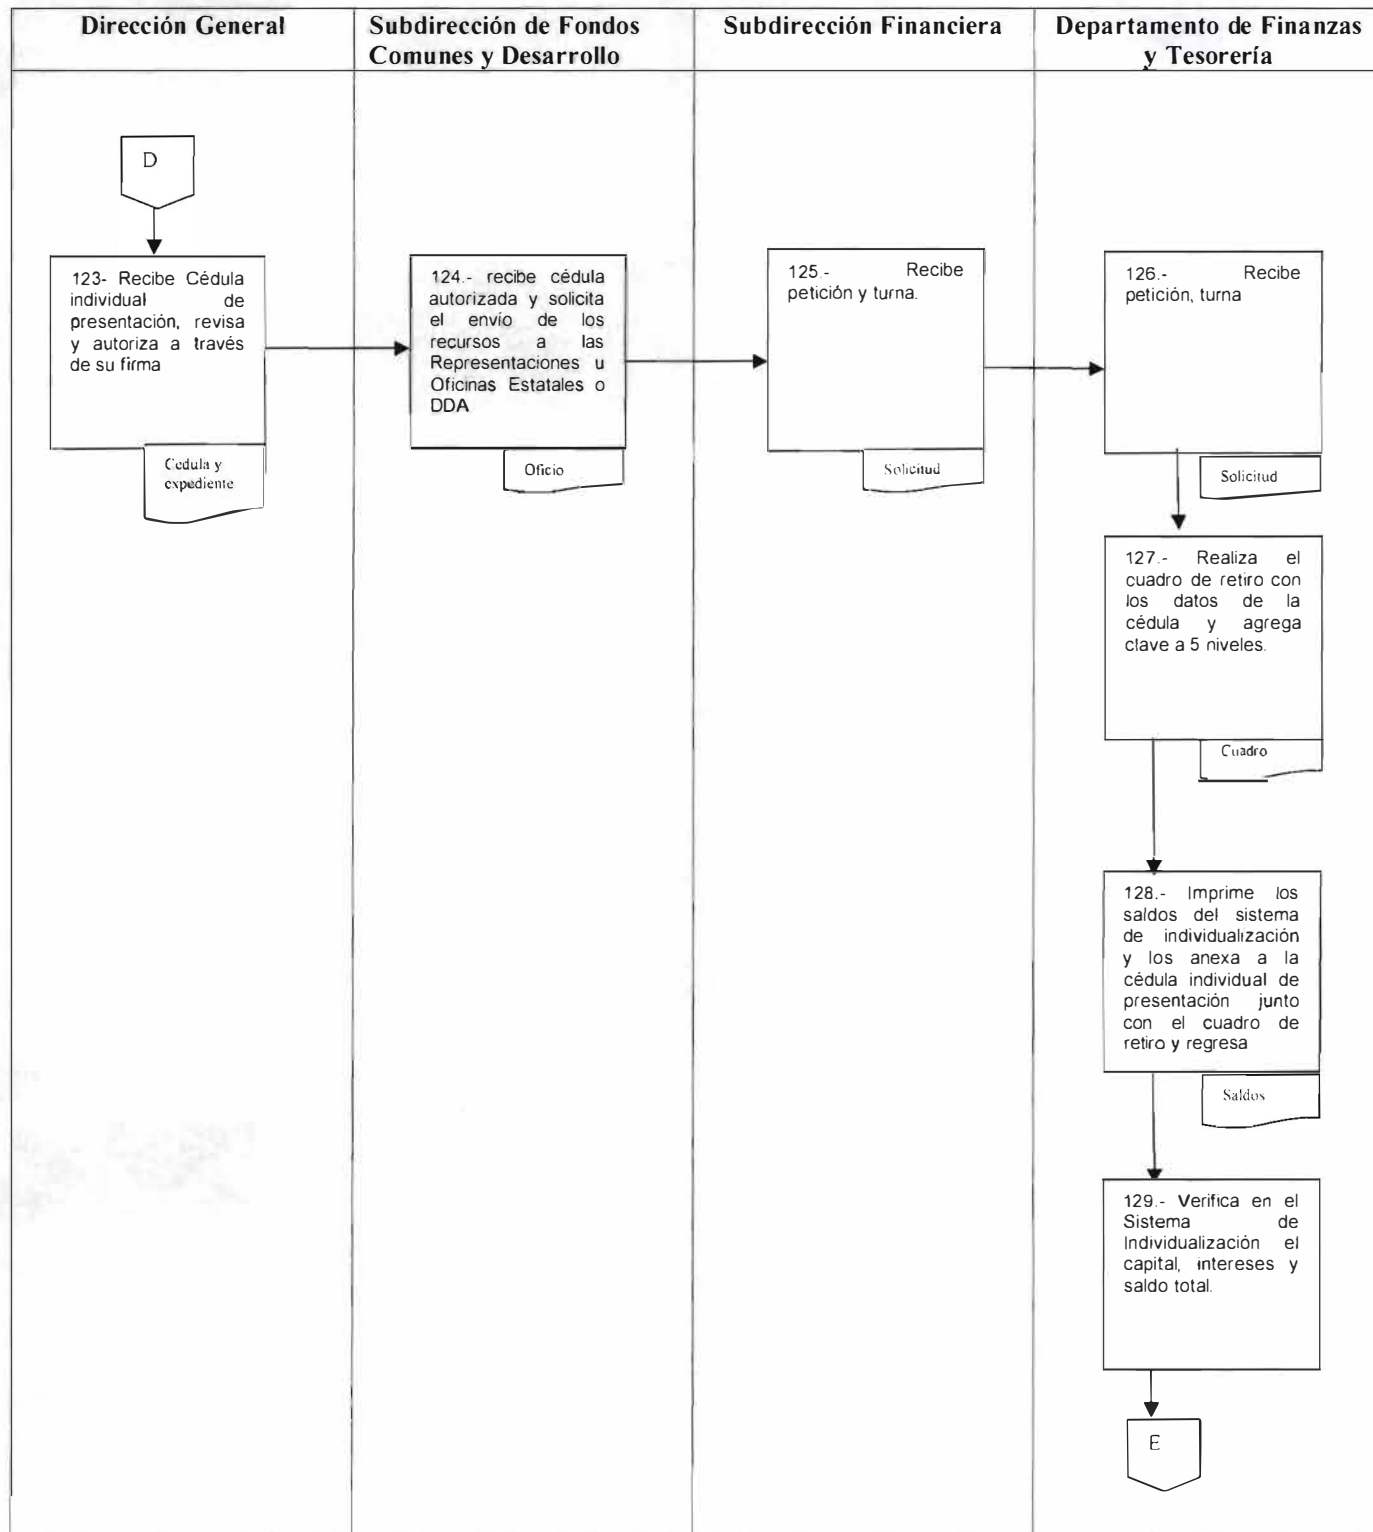 Dirección General
Subdirección de Fondos
Comunes y Desarrollo
Subdirección Financiera
Departamento de Finanzas
y Tesorería
D
123- Recibe Cédula
individual de
presentación, revisa
y autoriza a través
de su firma
Cedula y
expediente
124.- recibe cédula
autorizada y solicita
el envío de los
recursos a las
Representaciones u
Oficinas Estatales o
DDA
Oficio
125.- Recibe
petición y turna.
Solicitud
126.- Recibe
petición, turna
Solicitud
127.- Realiza el
cuadro de retiro con
los datos de la
cédula y agrega
clave a 5 niveles.
Cuadro
128.- Imprime los
saldos del sistema
de individualización
y los anexa a la
cédula individual de
presentación junto
con el cuadro de
retiro y regresa
Saldos
129.- Verifica en el
Sistema de
Individualización el
capital, intereses y
saldo total.
E